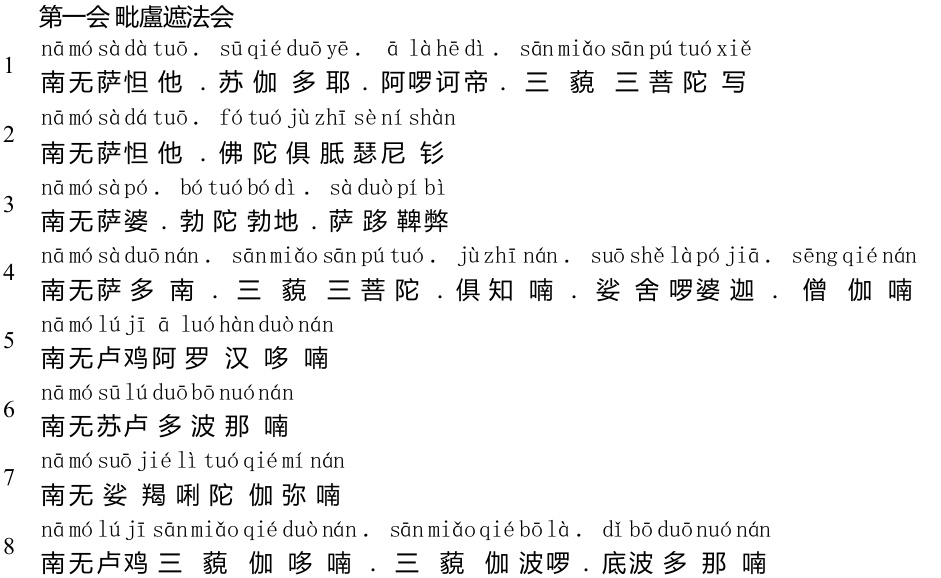 第一会 毗盧遮法会
nā mó sà dà tuō． sū qié duō yē． ā là hē dì． sān miǎo sān pú tuó xiě
1 南无萨怛他．苏伽多耶．阿啰诃帝．三藐三菩陀写
nā mó sà dá tuō． fó tuó jù zhī sè ní shàn
2 南无萨怛他．佛陀俱胝瑟尼钐
nā mó sà pó． bó tuó bó dì． sà duò pí bì
3 南无萨婆．勃陀勃地．萨跢鞞弊
nā mó sà duō nán． sān miǎo sān pú tuó． jù zhī nán． suō shě là pó jiā． sēng qié nán
4 南无萨多南．三藐三菩陀．俱知喃．娑舍啰婆迦．僧伽喃
nā mó lú jī ā luó hàn duò nán
5 南无卢鸡阿罗汉哆喃
nā mó sū lú duō bō nuó nán
6 南无苏卢多波那喃
nā mó suō jié lì tuó qié mí nán
7 南无娑羯唎陀伽弥喃
nā mó lú jī sān miǎo qié duò nán． sān miǎo qié bō là． dǐ bō duō nuó nán
8 南无卢鸡三藐伽哆喃．三藐伽波啰．底波多那喃